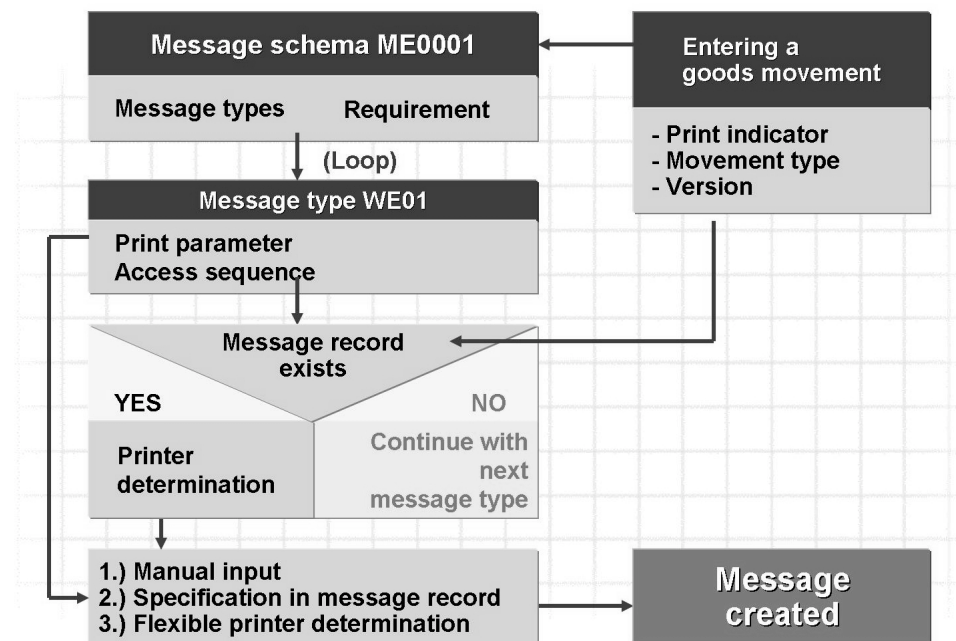 Message schema ME0001
Message types Requirement
(Loop)
Message type WE01
Print parameter
Access sequence
Message record
exists
YES
NO
Printer
determination
Continue with
next
message type
1.) Manual input
2.) Specification in message record
3.) Flexible printer determination
Entering a
goods movement
- Print indicator
- Movement type
- Version
Message
created